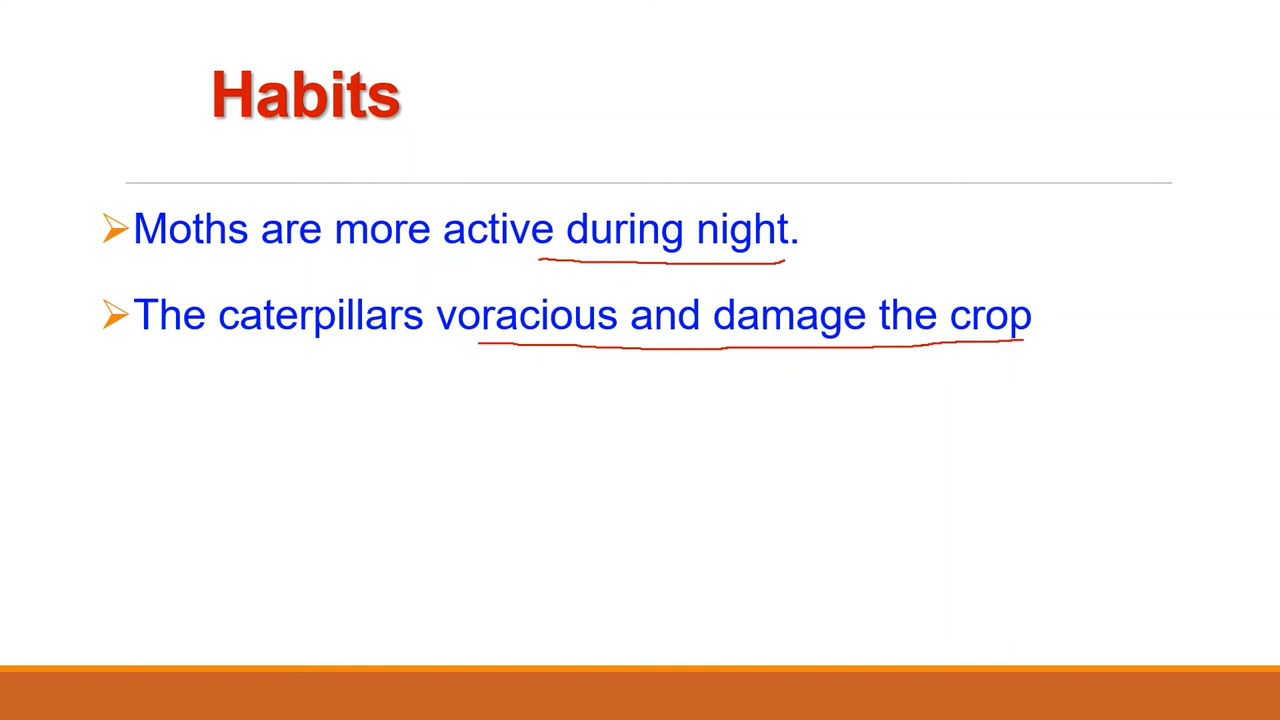 Habits
Moths are more active during night.
The caterpillars voracious and damage the crop